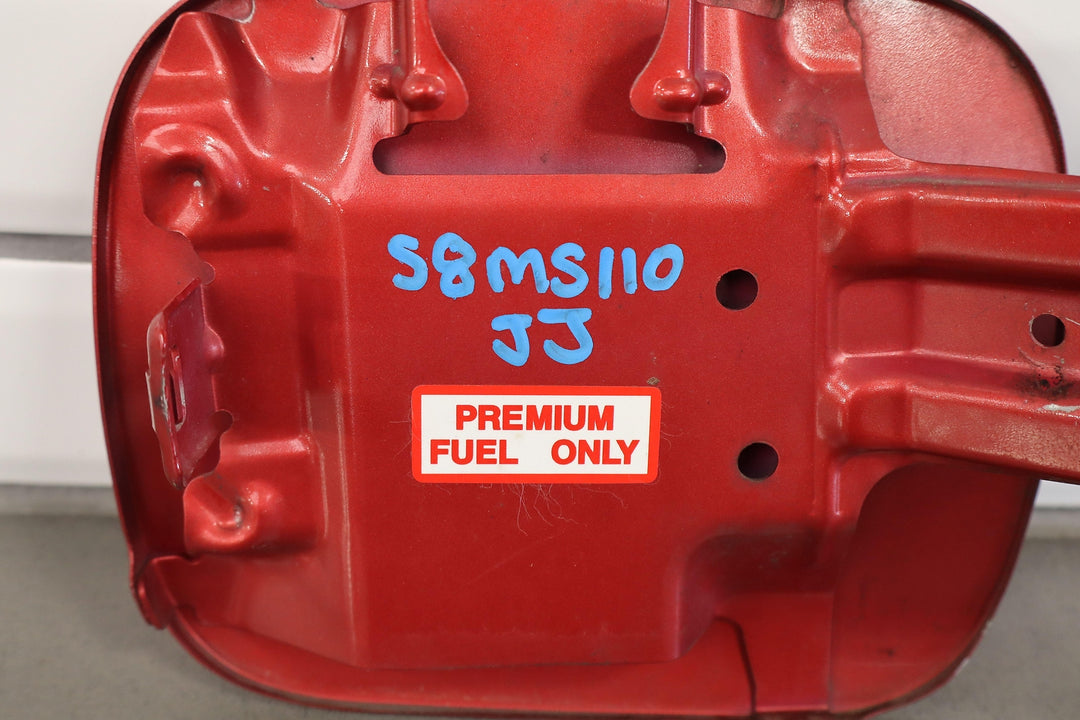 S8MS110
JJ
PREMIUM
FUEL ONLY